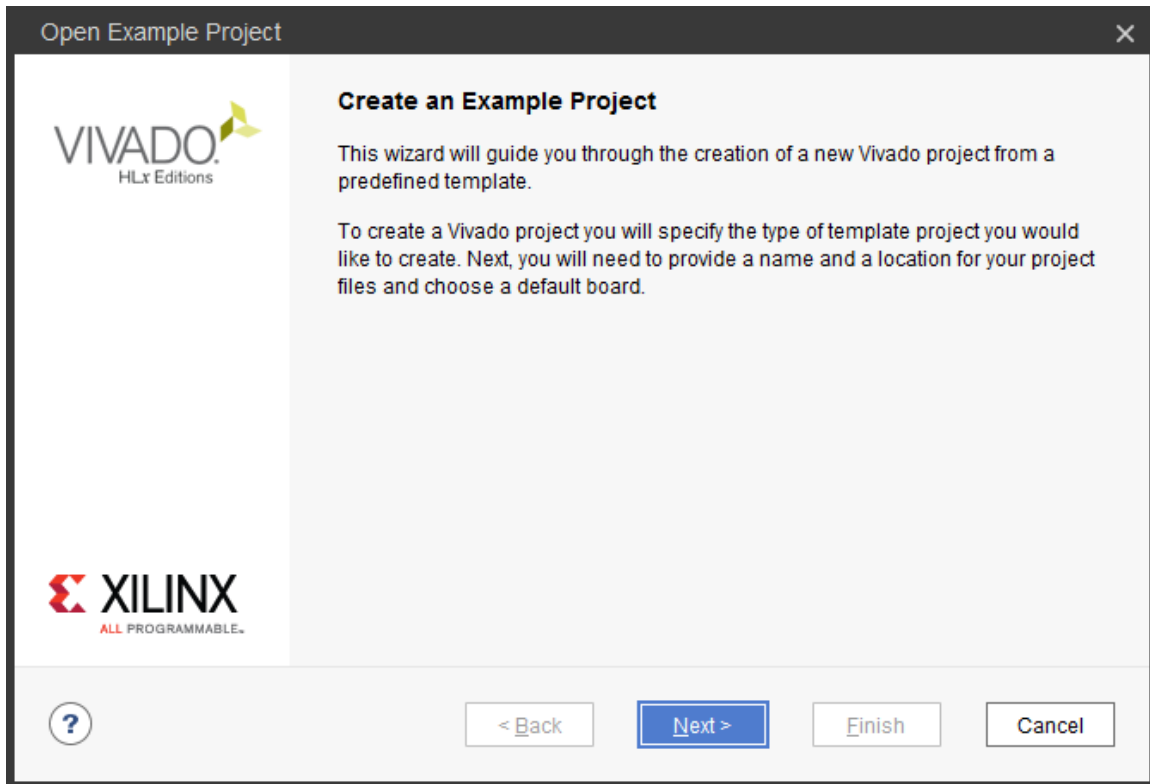 Open Example Project
VIVADO.
HLx Editions
Create an Example Project
This wizard will guide you through the creation of a new Vivado project from a
predefined template.
To create a Vivado project you will specify the type of template project you would
like to create. Next, you will need to provide a name and a location for your project
files and choose a default board.
XILINX
ALL PROGRAMMABLE™
?
< Back
Next >
Finish
Cancel